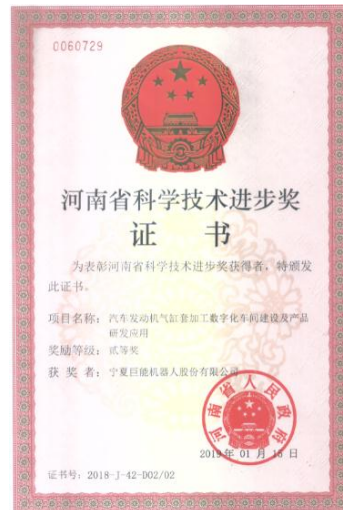 0060729
河南省科学技术进步奖
证 书
为表彰河南省科学技术进步奖获得者，特颁发
此证书。
项目名称：汽车发动机气缸套加工数字化车间建设及产品
研发应用
奖励等级：贰等奖
获 奖 者：宁夏巨能机器人股份有限公司
河南省人民政府
2019年 01 月 15 日
证书号：2018-J-42-D02/02